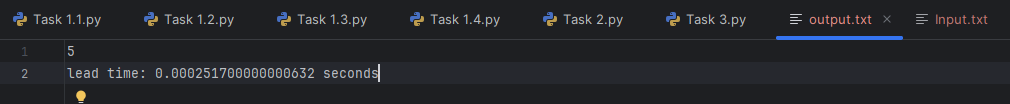 Task 1.1.py Task 1.2.py Task 1.3.py Task 1.4.py Task 2.py Task 3.py output.txt Input.txt
1 5
2 lead time: 0.000251700000000632 seconds